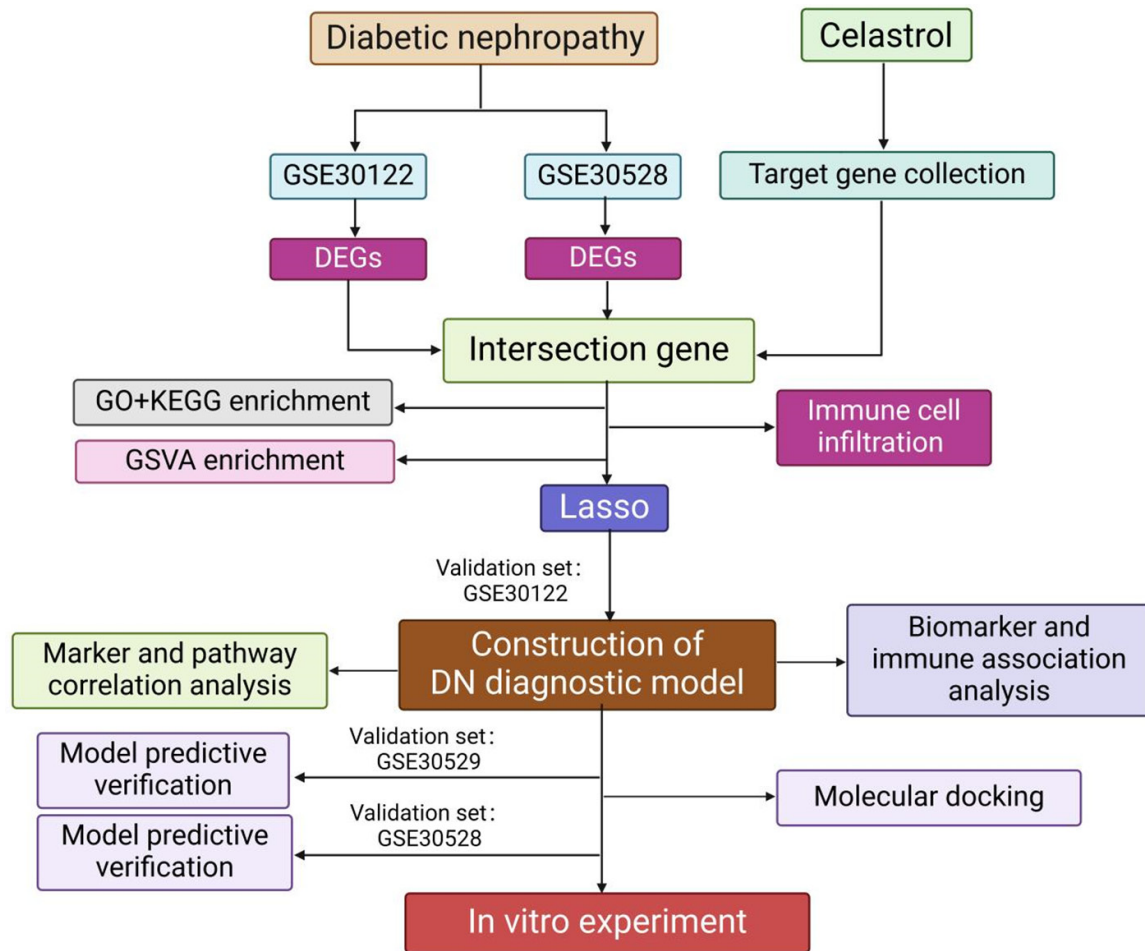 Diabetic nephropathy
Celastrol
GSE30122
GSE30528
Target gene collection
DEGs
DEGs
Intersection gene
GO+KEGG enrichment
Immune cell
infiltration
GSVA enrichment
Lasso
Validation set:
GSE30122
Marker and pathway
correlation analysis
Construction of
DN diagnostic model
Biomarker and
immune association
analysis
Model predictive
verification
Validation set:
GSE30529
Molecular docking
Model predictive
verification
Validation set:
GSE30528
In vitro experiment